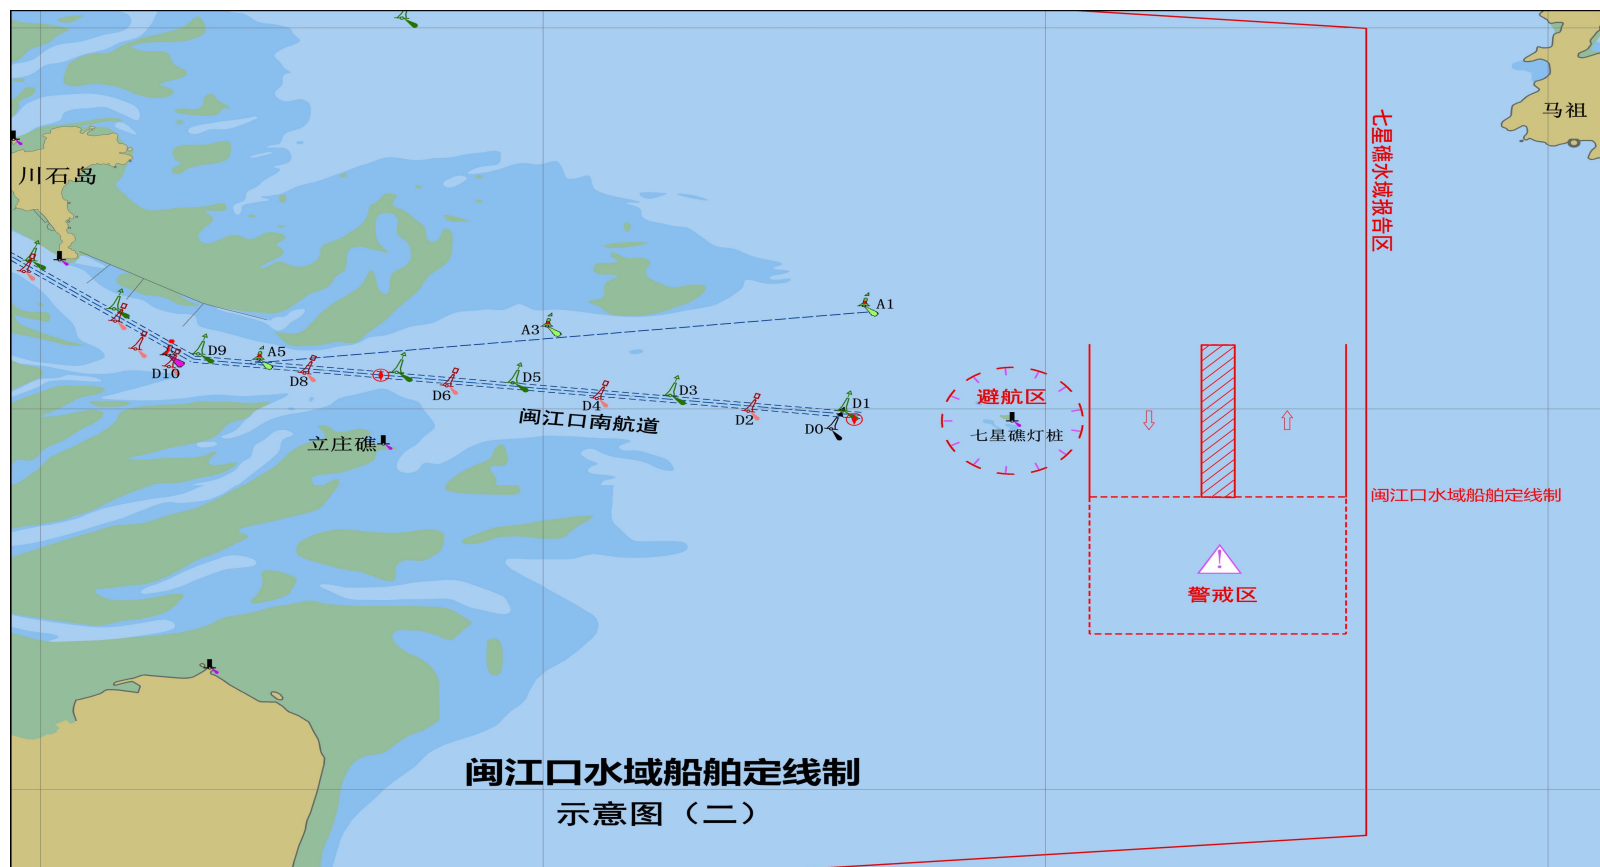 马祖
七星礁水域报告区
川石岛
A1
A3
A5
D9
D10
D8
D6
D5
D4
D3
D2
D1
D0
闽江口南航道
立庄礁
避航区
七星礁灯桩
闽江口水域船舶定线制
!
警戒区
闽江口水域船舶定线制
示意图（二）